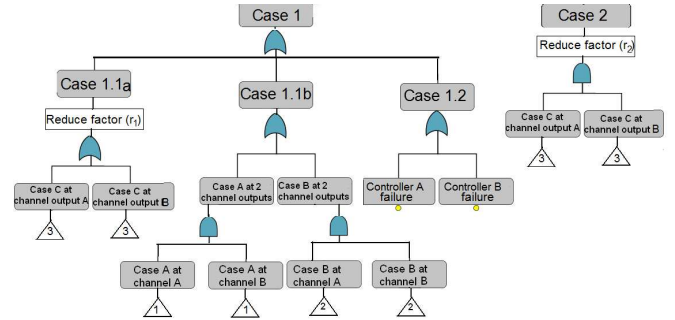 Case 1
Case 2
Reduce factor (r2)
Case 1.1a
Case 1.1b
Case 1.2
Reduce factor (r1)
Case C at
channel output A
Case C at
channel output B
3
3
Case C at
channel output A
Case C at
channel output B
3
3
Case A at 2
channel outputs
Case B at 2
channel outputs
Controller A
failure
Controller B
failure
Case A at
channel A
Case A at
channel B
Case B at
channel A
Case B at
channel B
1
1
2
2